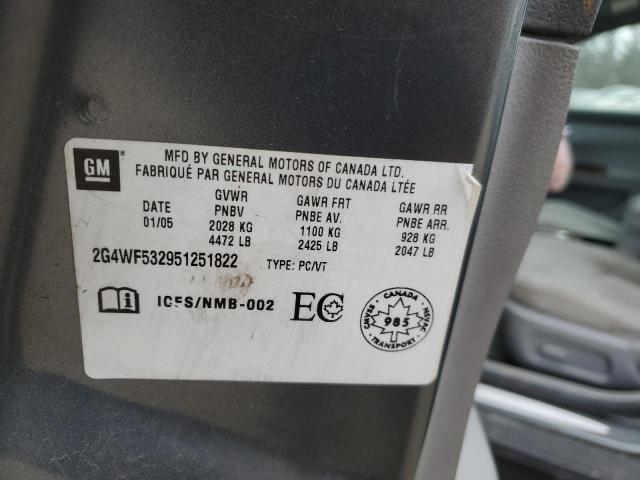 GM
MFD BY GENERAL MOTORS OF CANADA LTD.
FABRIQUÉ PAR GENERAL MOTORS DU CANADA LTÉE
DATE
01/05
GVWR
PNBV
2028 KG
4472 LB
GAWR FRT
PNBE AV.
1100 KG
2425 LB
GAWR RR
PNBE ARR.
928 KG
2047 LB
2G4WF532951251822 TYPE: PC/VT
ICES/NMB-002
EC
CANADA
CMVSS
985
NSVAC
TRANSPORT